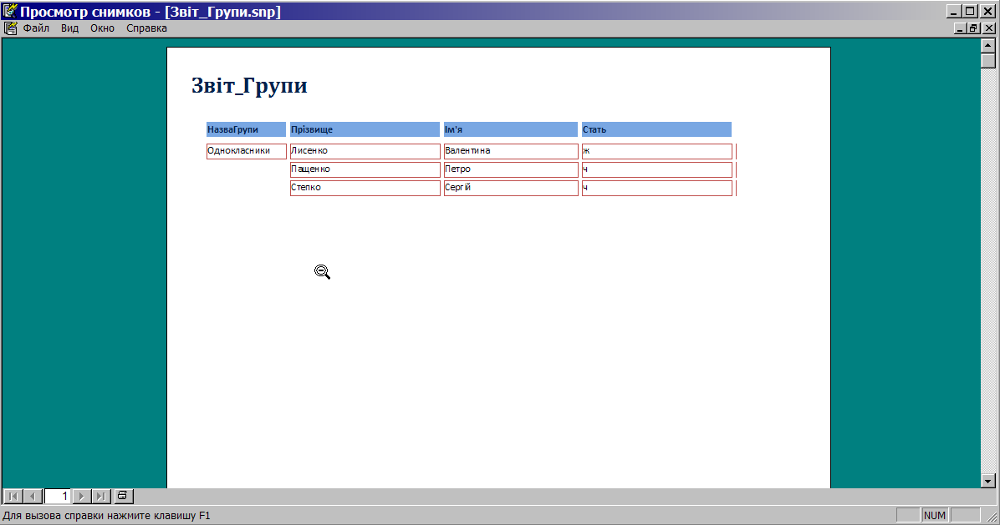 Просмотр снимков - [Звіт_Групи.snp]
Файл Вид Окно Справка
Звіт_Групи
НазваГрупи Прізвище Ім'я Стать
Однокласники Лисенко Валентина ж
Пащенко Петро ч
Степко Сергій ч
1
Для вызова справки нажмите клавишу F1 NUM